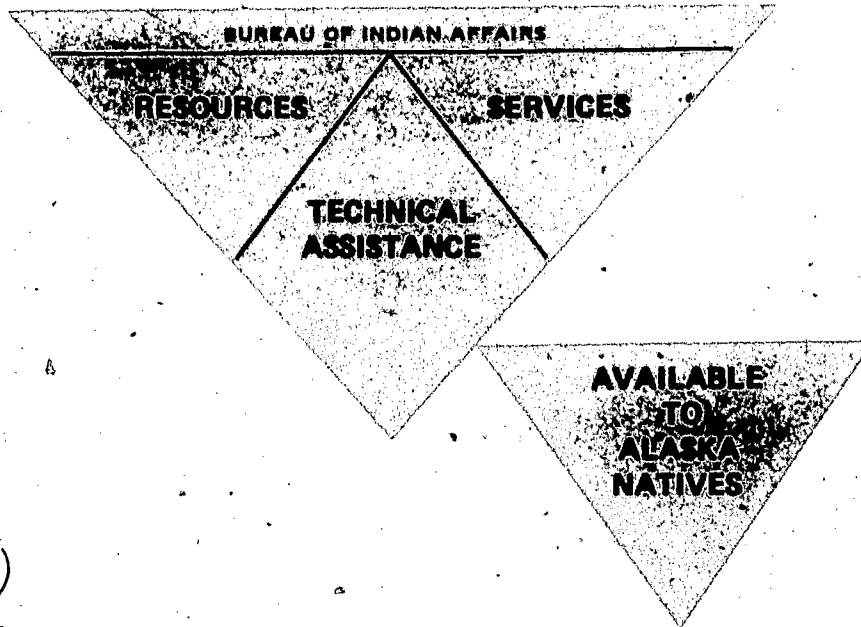 BUREAU OF INDIAN AFFAIRS
RESOURCES
SERVICES
TECHNICAL
ASSISTANCE
AVAILABLE
TO
ALASKA
NATIVES